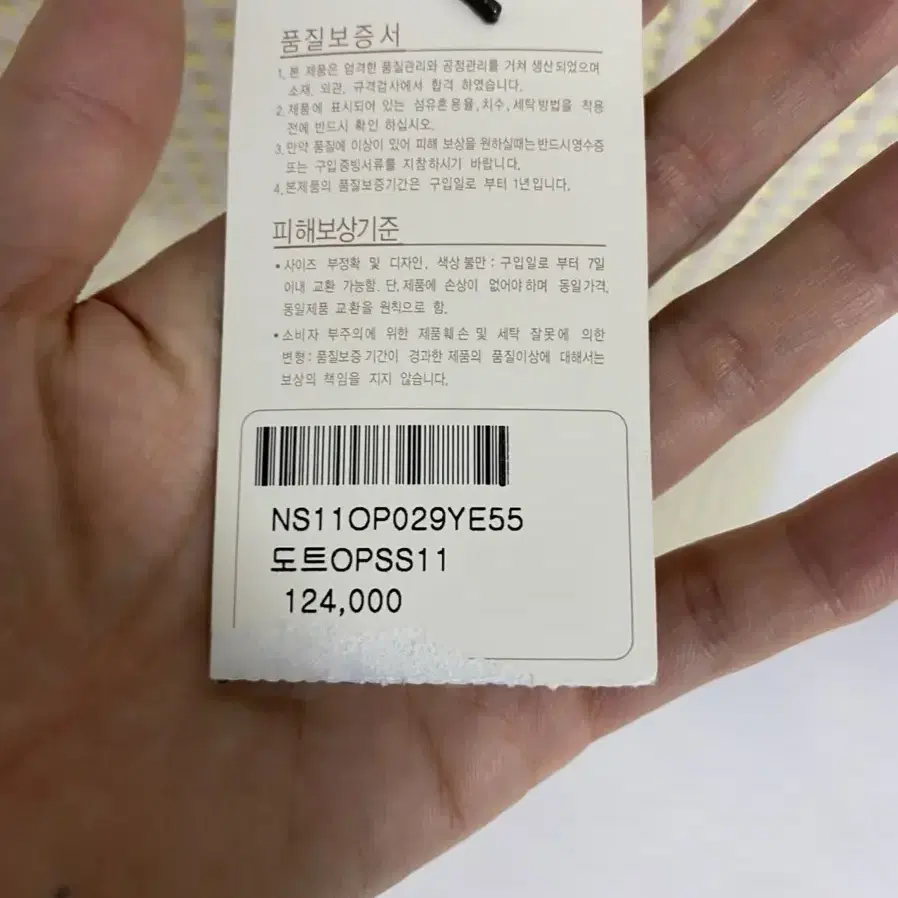 품질보증서
1. 본 제품은 엄격한 품질관리와 공정관리를 거쳐 생산되었으며
소재, 외관, 규격검사에서 합격 하였습니다.
2. 제품에 표시되어 있는 섬유혼용율, 치수, 세탁방법을 착용
전에 반드시 확인 하십시오.
3. 만약 품질에 이상이 있어 피해 보상을 원하실때는 반드시 영수증
또는 구입증빙서류를 지참하시기 바랍니다.
4. 본제품의 품질보증기간은 구입일로 부터 1년입니다.
피해보상기준
• 사이즈 부정확 및 디자인, 색상 불만 : 구입일로 부터 7일
이내 교환 가능함. 단, 제품에 손상이 없어야 하며 동일가격,
동일제품 교환을 원칙으로 함.
• 소비자 부주의에 위한 제품훼손 및 세탁 잘못에 의한
변형 : 품질보증 기간이 경과한 제품의 품질이상에 대해서는
보상의 책임을 지지 않습니다.
NS11OP029YE55
도트OPSS11
124,000